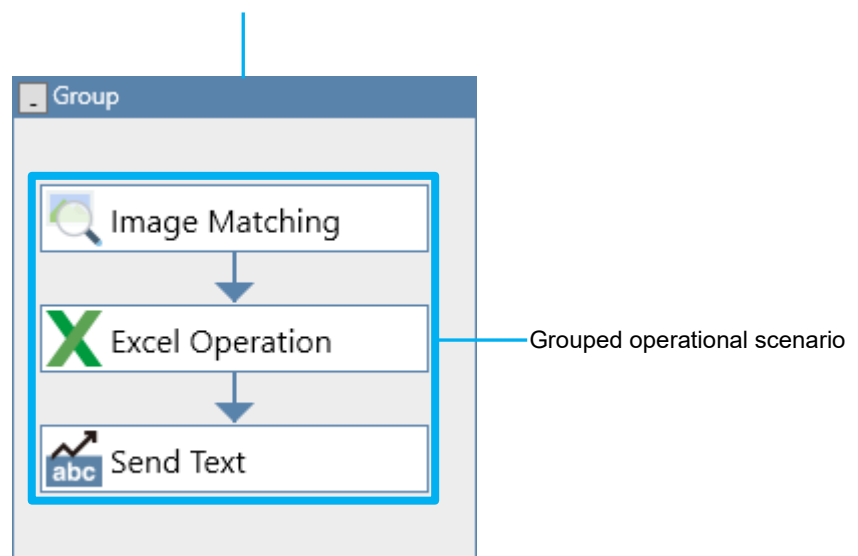 Group
Image Matching
Excel Operation
Grouped operational scenario
abc
Send Text